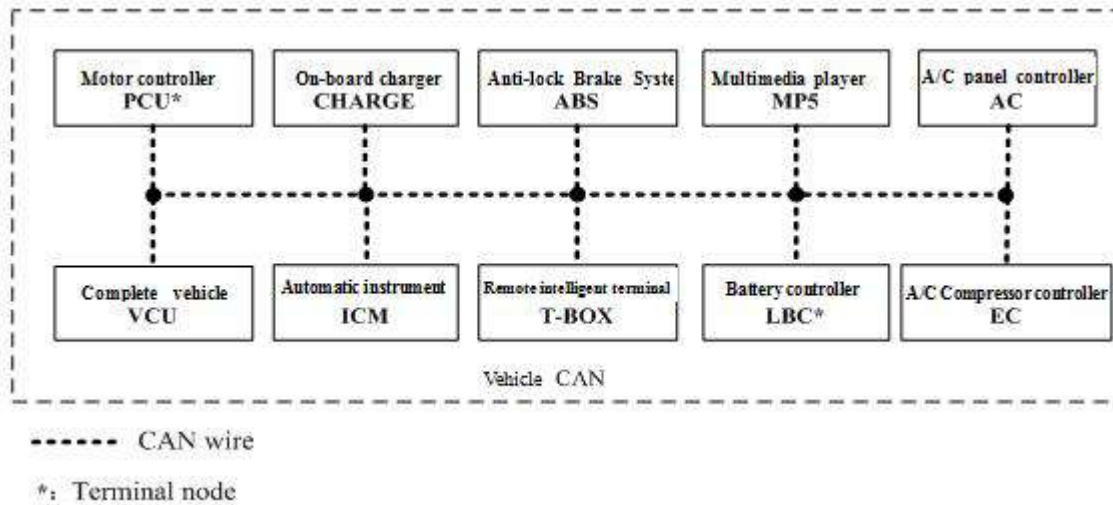 Motor controller
PCU*
On-board charger
CHARGE
Anti-lock Brake Syste
ABS
Multimedia player
MP5
A/C panel controller
AC
Complete vehicle
VCU
Automatic instrument
ICM
Remote intelligent terminal
T-BOX
Battery controller
LBC*
A/C Compressor controller
EC
Vehicle CAN
CAN wire
*: Terminal node